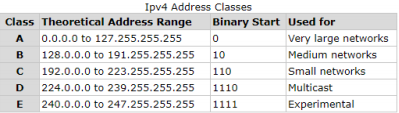 Ipv4 Address Classes
Class Theoretical Address Range Binary Start Used for
A 0.0.0.0 to 127.255.255.255 0 Very large networks
B 128.0.0.0 to 191.255.255.255 10 Medium networks
C 192.0.0.0 to 223.255.255.255 110 Small networks
D 224.0.0.0 to 239.255.255.255 1110 Multicast
E 240.0.0.0 to 247.255.255.255 1111 Experimental